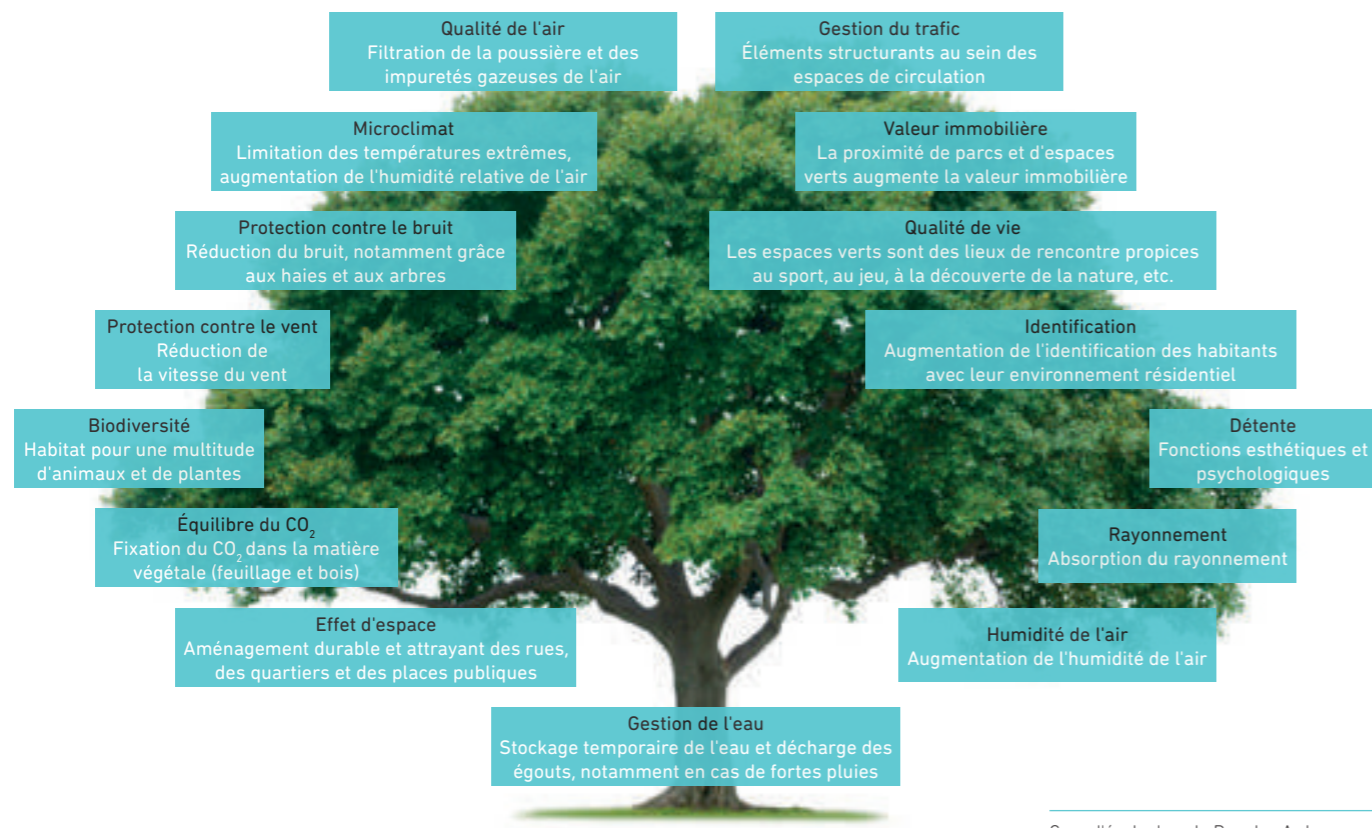 Qualité de l'air
Filtration de la poussière et des
impuretés gazeuses de l'air
Gestion du trafic
Éléments structurants au sein des
espaces de circulation
Microclimat
Limitation des températures extrêmes,
augmentation de l'humidité relative de l'air
Valeur immobilière
La proximité de parcs et d'espaces
verts augmente la valeur immobilière
Protection contre le bruit
Réduction du bruit, notamment grâce
aux haies et aux arbres
Qualité de vie
Les espaces verts sont des lieux de rencontre propices
au sport, au jeu, à la découverte de la nature, etc.
Protection contre le vent
Réduction de
la vitesse du vent
Identification
Augmentation de l'identification des habitants
avec leur environnement résidentiel
Biodiversité
Habitat pour une multitude
d'animaux et de plantes
Détente
Fonctions esthétiques et
psychologiques
Équilibre du CO₂
Fixation du CO₂ dans la matière
végétale (feuillage et bois)
Rayonnement
Absorption du rayonnement
Effet d'espace
Aménagement durable et attrayant des rues,
des quartiers et des places publiques
Humidité de l'air
Augmentation de l'humidité de l'air
Gestion de l'eau
Stockage temporaire de l'eau et décharge des
égouts, notamment en cas de fortes pluies